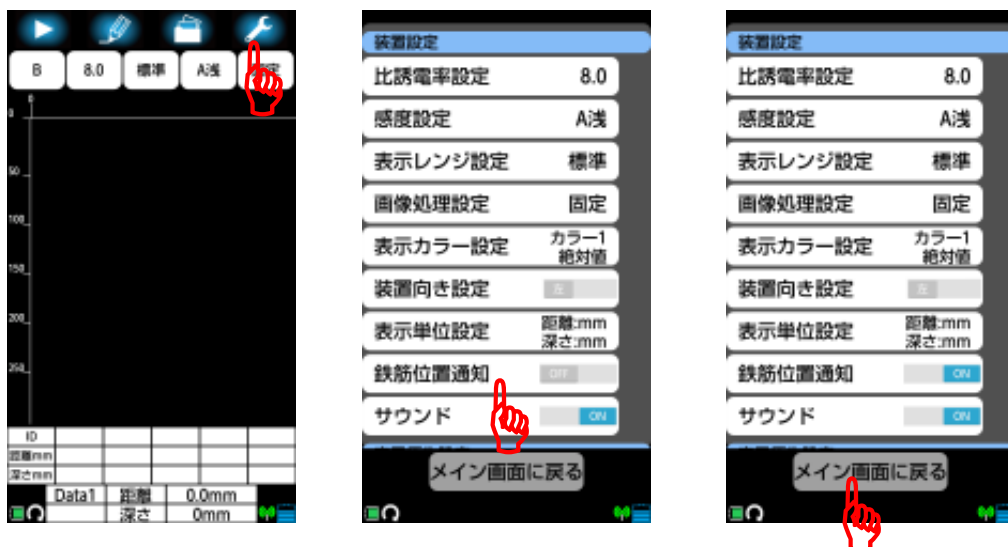 B 8.0 標準 A浅
0
0
50
100
150
200
250
ID
距離mm
深さmm
Data1 距離 0.0mm
深さ 0mm
装置設定
比誘電率設定 8.0
感度設定 A浅
表示レンジ設定 標準
画像処理設定 固定
表示カラー設定 カラー1
絶対値
装置向き設定 左
表示単位設定 距離:mm
深さ:mm
鉄筋位置通知 OFF
サウンド ON
メイン画面に戻る
装置設定
比誘電率設定 8.0
感度設定 A浅
表示レンジ設定 標準
画像処理設定 固定
表示カラー設定 カラー1
絶対値
装置向き設定 左
表示単位設定 距離:mm
深さ:mm
鉄筋位置通知 ON
サウンド ON
メイン画面に戻る